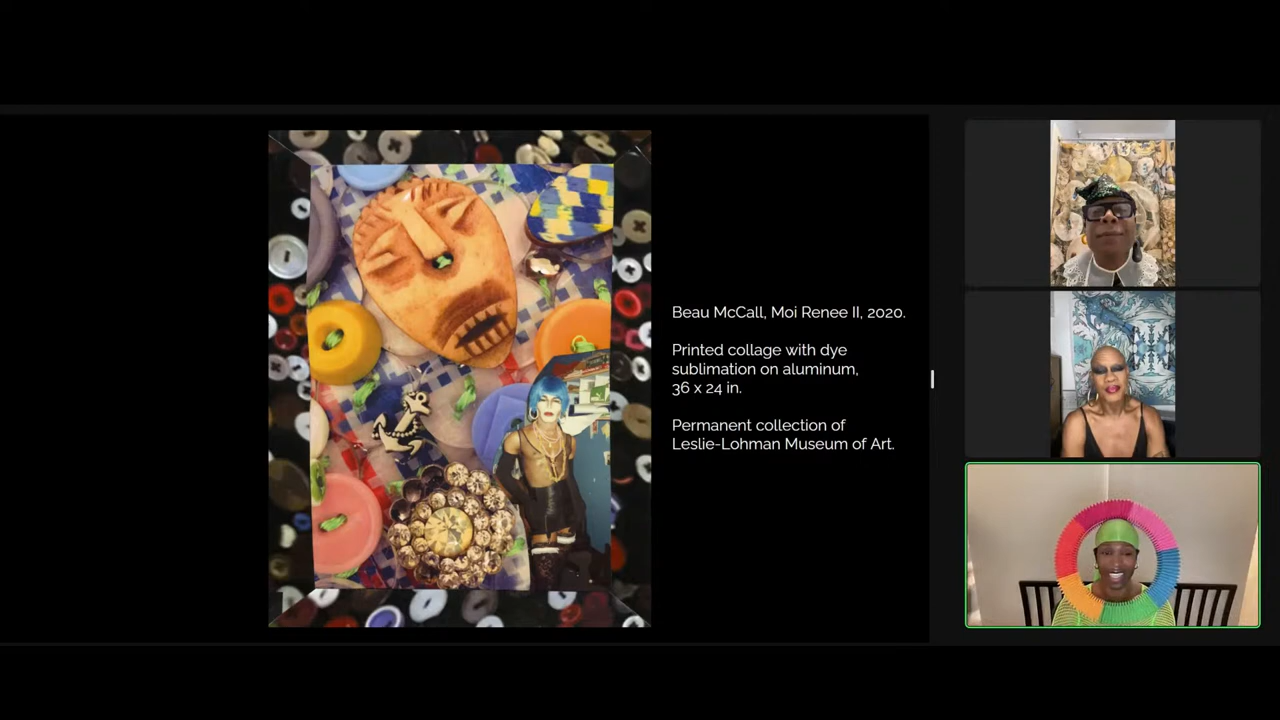 Beau McCall, Moi Renee II, 2020.
Printed collage with dye
sublimation on aluminum,
36 x 24 in.
Permanent collection of
Leslie-Lohman Museum of Art.